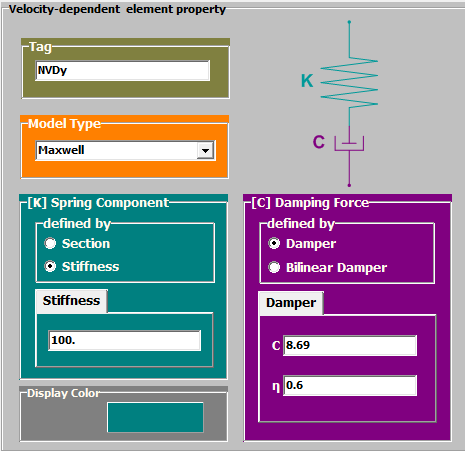 Velocity-dependent element property
Tag
NVDy
Model Type
Maxwell
K
C
[K] Spring Component
defined by
Section
Stiffness
Stiffness
100.
Display Color
[C] Damping Force
defined by
Damper
Bilinear Damper
Damper
C 8.69
η 0.6